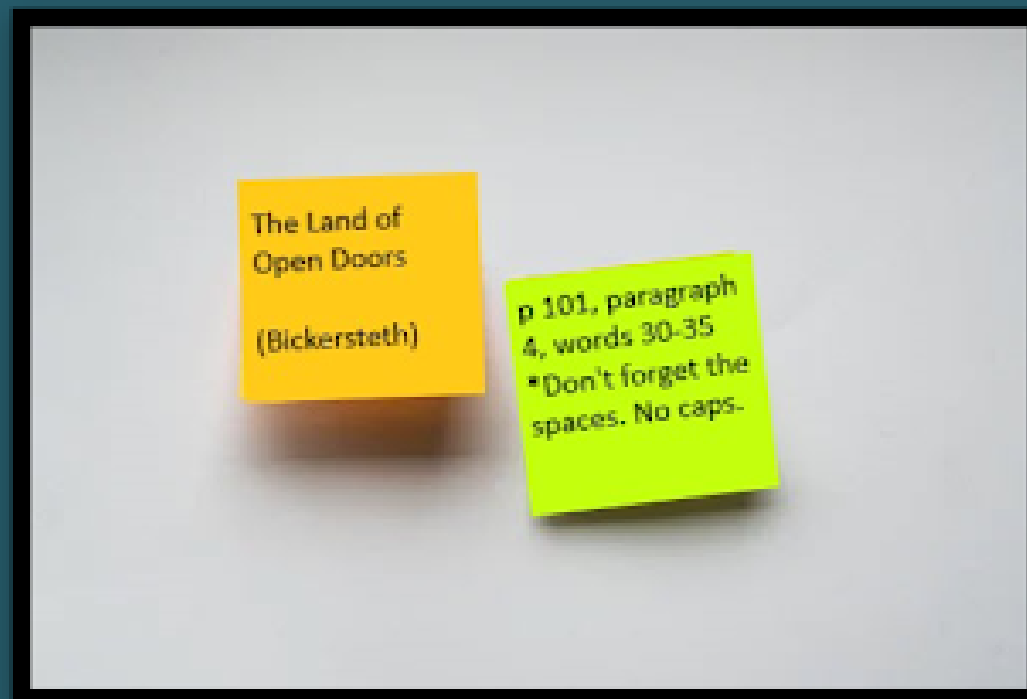 The Land of
Open Doors
(Bickersteth)
p 101, paragraph
4, words 30-35
*Don't forget the
spaces. No caps.